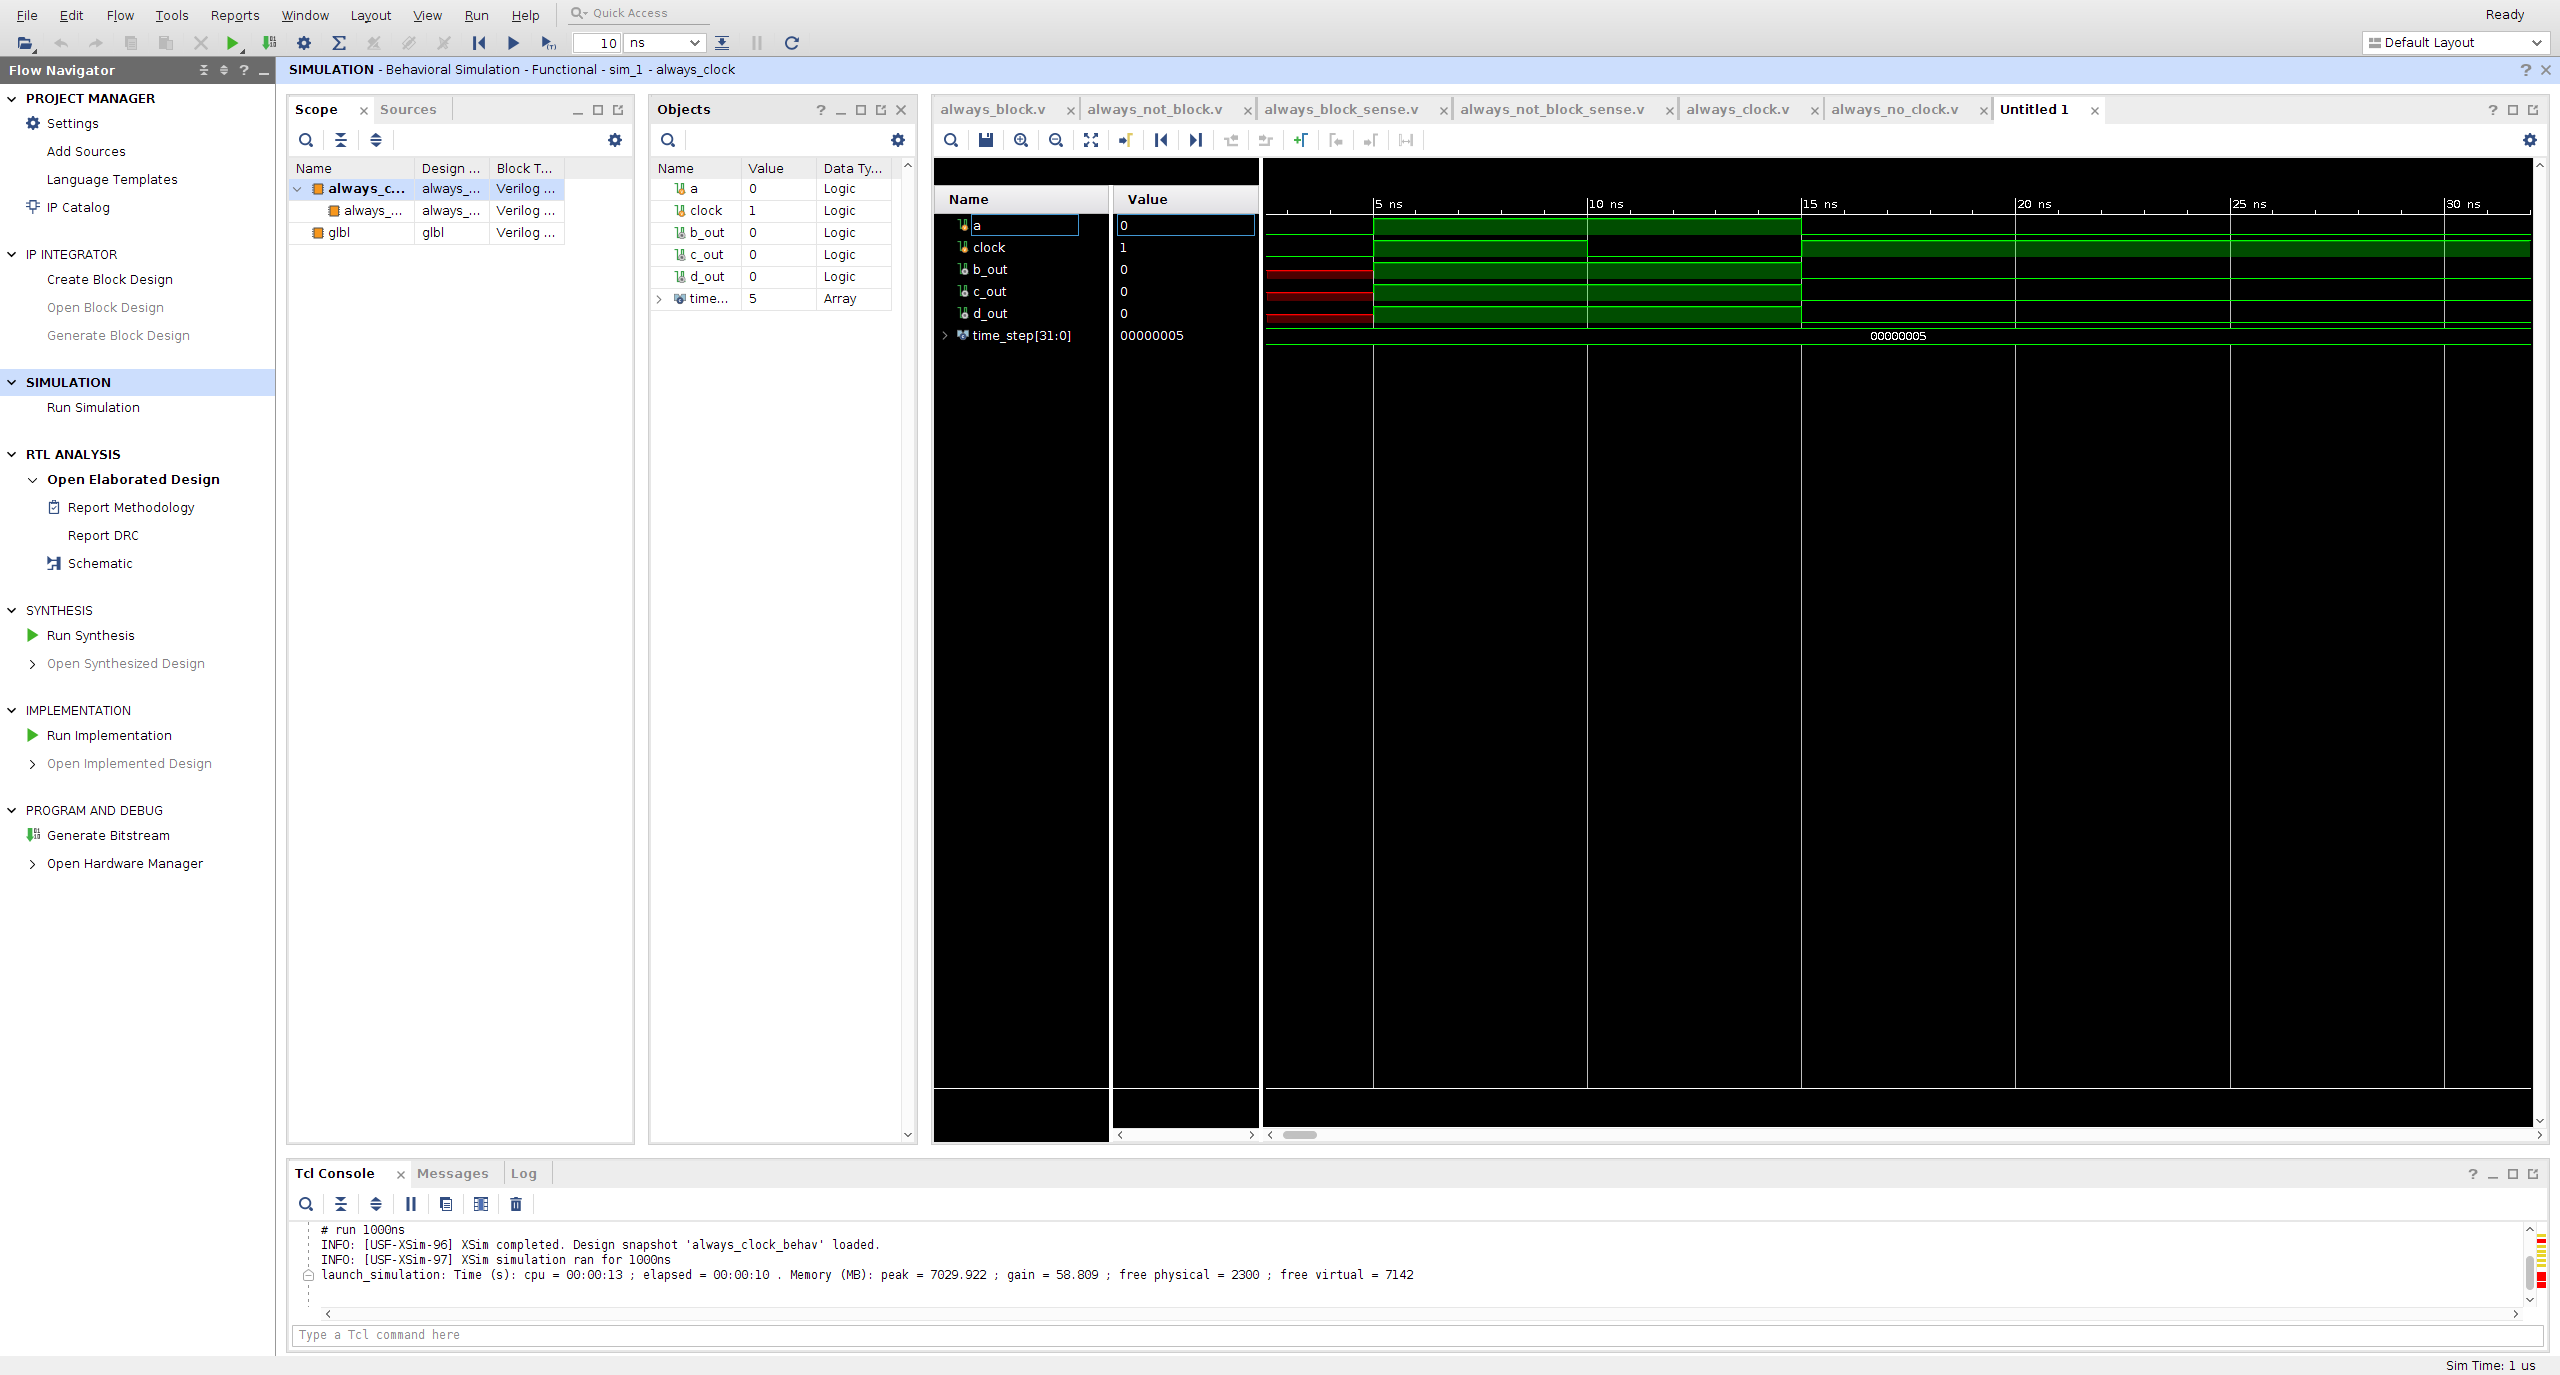 File Edit Flow Tools Reports Window Layout View Run Help Quick Access Ready
10 ns Default Layout
Flow Navigator
PROJECT MANAGER
Settings
Add Sources
Language Templates
IP Catalog
IP INTEGRATOR
Create Block Design
Open Block Design
Generate Block Design
SIMULATION
Run Simulation
RTL ANALYSIS
Open Elaborated Design
Report Methodology
Report DRC
Schematic
SYNTHESIS
Run Synthesis
Open Synthesized Design
IMPLEMENTATION
Run Implementation
Open Implemented Design
PROGRAM AND DEBUG
Generate Bitstream
Open Hardware Manager
SIMULATION - Behavioral Simulation - Functional - sim_1 - always_clock
Scope Sources
Name Design ... Block T...
always_c... always_... Verilog ...
always_... always_... Verilog ...
glbl glbl Verilog ...
Objects
Name Value Data Ty...
a 0 Logic
clock 1 Logic
b_out 0 Logic
c_out 0 Logic
d_out 0 Logic
time... 5 Array
always_block.v always_not_block.v always_block_sense.v always_not_block_sense.v always_clock.v always_no_clock.v Untitled 1
Name Value
5 ns 10 ns 15 ns 20 ns 25 ns 30 ns
a 0
clock 1
b_out 0
c_out 0
d_out 0
time_step[31:0] 00000005 00000005
Tcl Console Messages Log
# run 1000ns
INFO: [USF-XSim-96] XSim completed. Design snapshot 'always_clock_behav' loaded.
INFO: [USF-XSim-97] XSim simulation ran for 1000ns
launch_simulation: Time (s): cpu = 00:00:13 ; elapsed = 00:00:10 . Memory (MB): peak = 7029.922 ; gain = 58.809 ; free physical = 2300 ; free virtual = 7142
Type a Tcl command here
Sim Time: 1 us